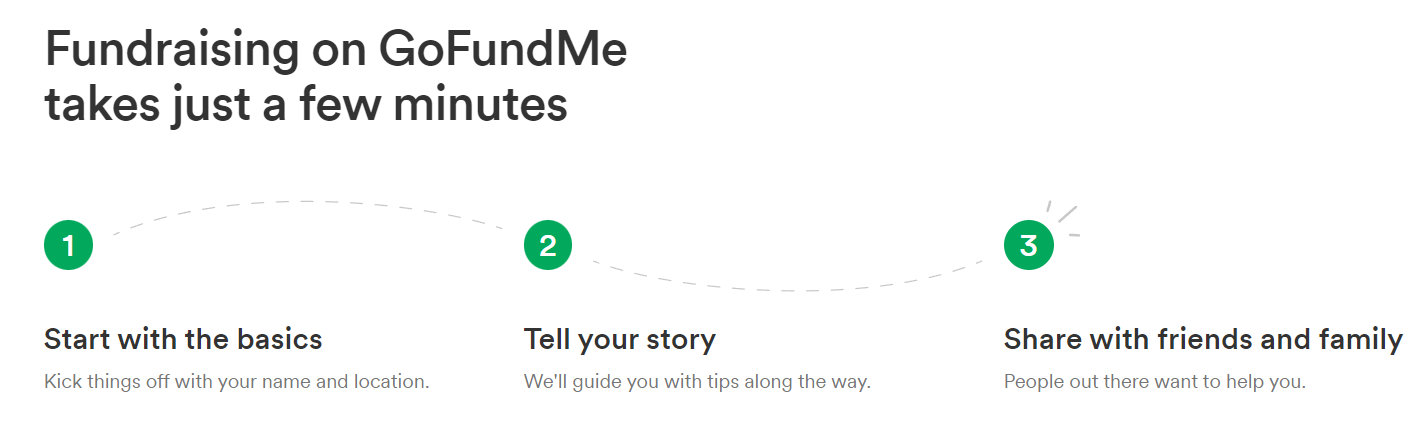 Fundraising on GoFundMe
takes just a few minutes
1
2
3
Start with the basics
Kick things off with your name and location.
Tell your story
We'll guide you with tips along the way.
Share with friends and family
People out there want to help you.